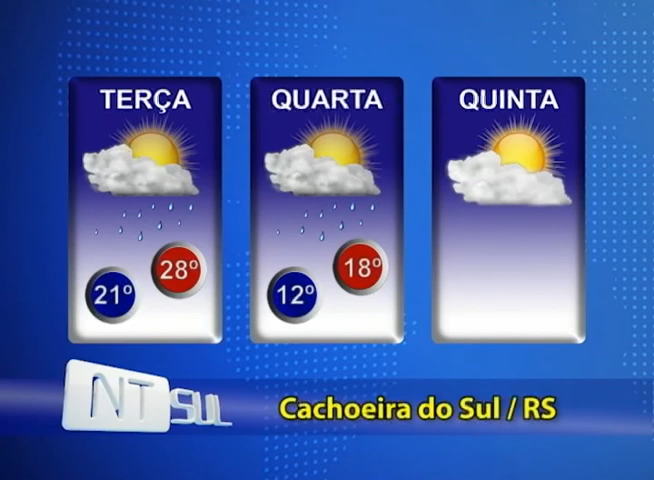 TERÇA
QUARTA
QUINTA
28º
21º
18º
12º
NT SUL
Cachoeira do Sul / RS